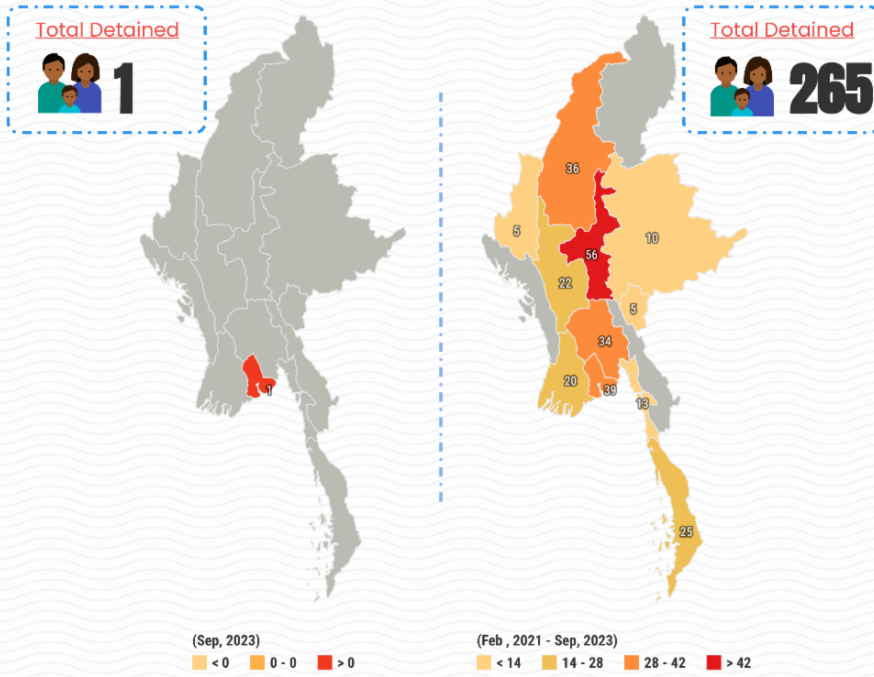 Total Detained
1
Total Detained
265
1
36
5
10
56
22
5
34
20
39
13
25
(Sep, 2023)
< 0
0 - 0
> 0
(Feb , 2021 - Sep, 2023)
< 14
14 - 28
28 - 42
> 42